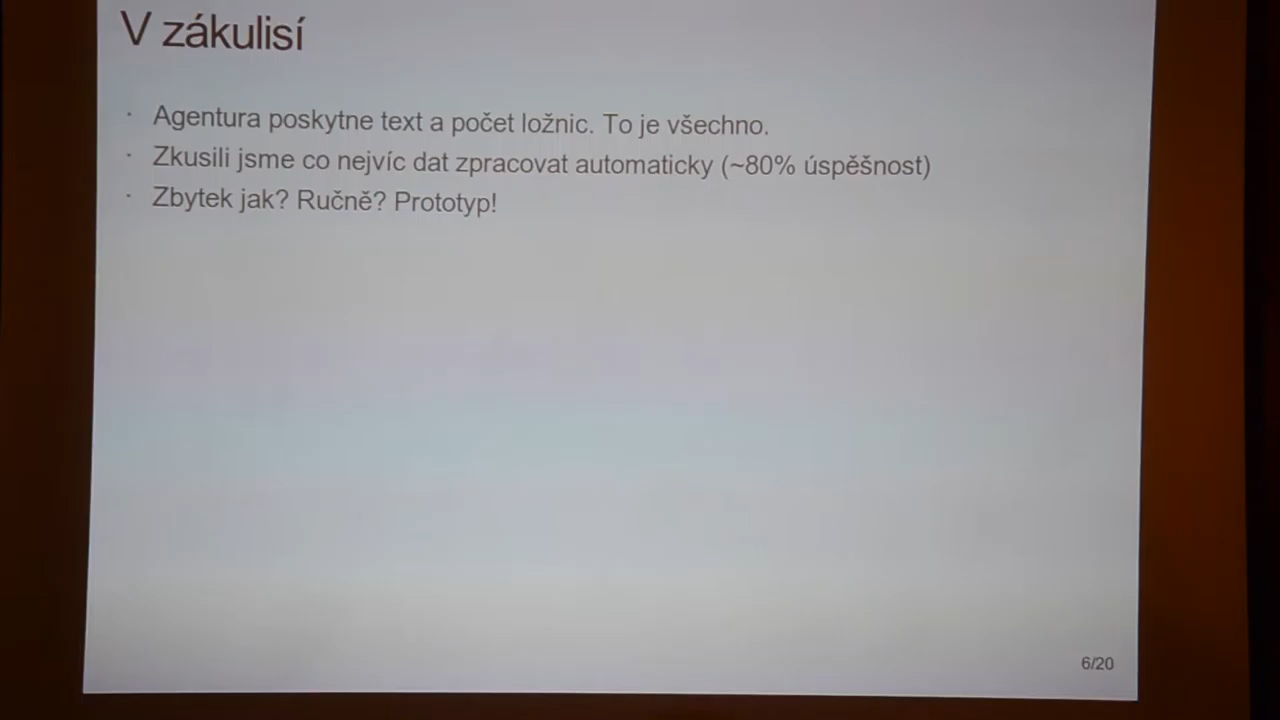 V zákulisí
· Agentura poskytne text a počet ložnic. To je všechno.
· Zkusili jsme co nejvíc dat zpracovat automaticky (~80% úspěšnost)
· Zbytek jak? Ručně? Prototyp!
6/20